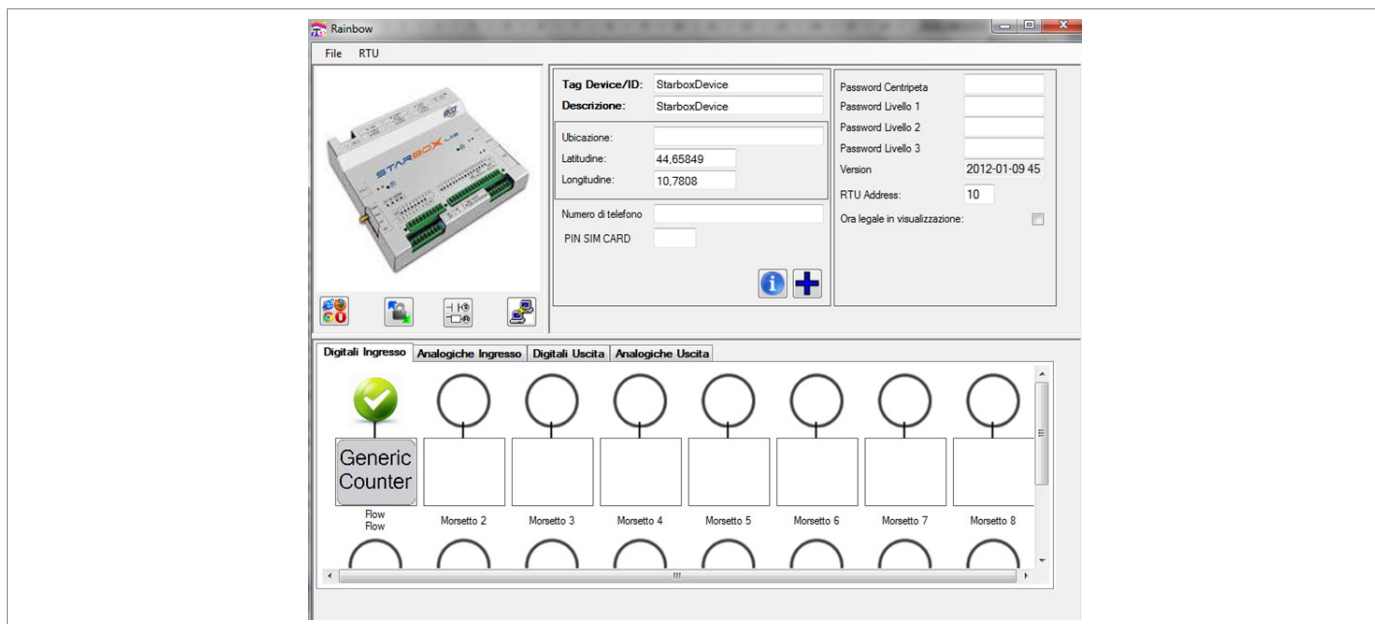 Rainbow
File RTU
STARBOX LAB
Tag Device/ID: StarboxDevice
Descrizione: StarboxDevice
Ubicazione:
Latitudine: 44,65849
Longitudine: 10,7808
Numero di telefono
PIN SIM CARD
Password Centripeta
Password Livello 1
Password Livello 2
Password Livello 3
Version 2012-01-09 45
RTU Address: 10
Ora legale in visualizzazione:
Digitali Ingresso Analogiche Ingresso Digitali Uscita Analogiche Uscita
Generic
Counter
Flow
Flow
Morsetto 2 Morsetto 3 Morsetto 4 Morsetto 5 Morsetto 6 Morsetto 7 Morsetto 8